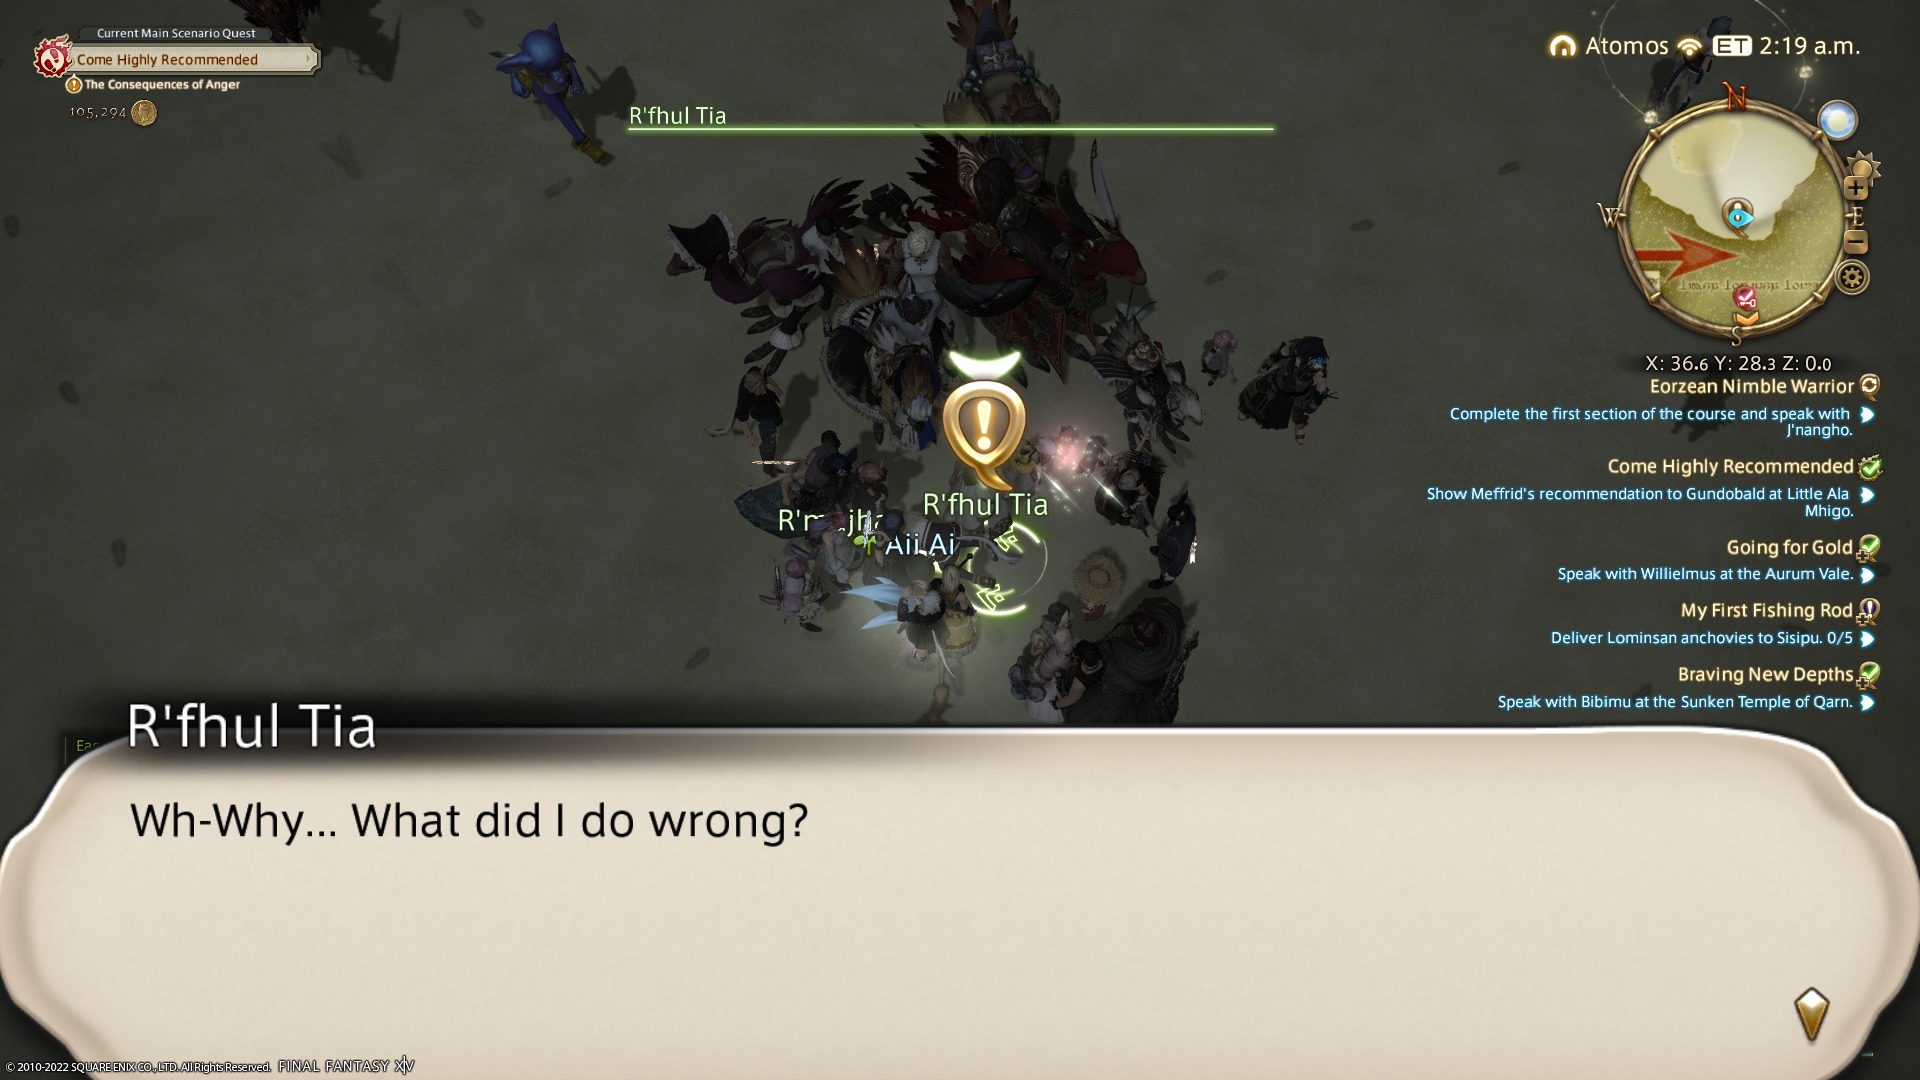 Current Main Scenario Quest
Come Highly Recommended
The Consequences of Anger
105,294
R'fhul Tia
Atomos ET 2:19 a.m.
N
W
E
S
X: 36.6 Y: 28.3 Z: 0.0
Eorzean Nimble Warrior
Complete the first section of the course and speak with
J'nangho.
Come Highly Recommended
Show Meffrid's recommendation to Gundobald at Little Ala
Mhigo.
Going for Gold
Speak with Willielmus at the Aurum Vale.
My First Fishing Rod
Deliver Lominsan anchovies to Sisipu. 0/5
Braving New Depths
Speak with Bibimu at the Sunken Temple of Qarn.
R'fhul Tia
Aii Ai
R'fhul Tia
Wh-Why... What did I do wrong?
© 2010-2022 SQUARE ENIX CO., LTD. All Rights Reserved. FINAL FANTASY XIV